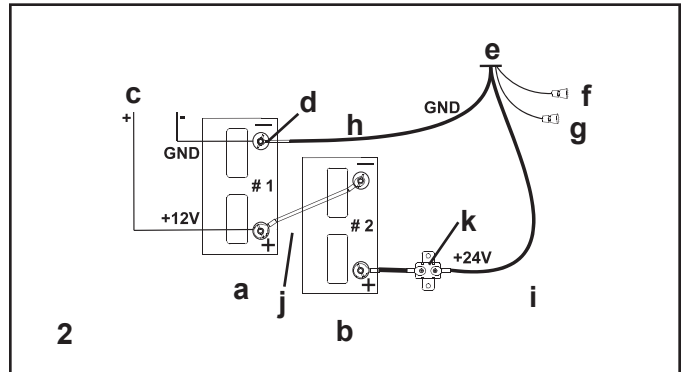 e
c
f
+ -
d
GND
g
h
GND
# 1
# 2
+12V
k
+
+24V
a
j
+
i
b
2